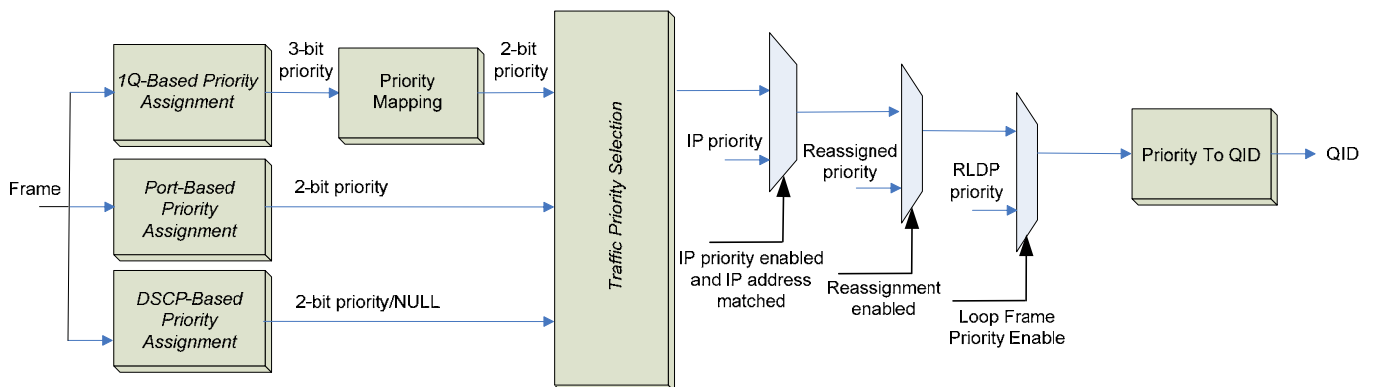 Frame
1Q-Based Priority
Assignment
3-bit
priority
Priority
Mapping
2-bit
priority
Port-Based
Priority
Assignment
2-bit priority
DSCP-Based
Priority
Assignment
2-bit priority/NULL
Traffic Priority Selection
IP priority
IP priority enabled
and IP address
matched
Reassigned
priority
Reassignment
enabled
RLDP
priority
Loop Frame
Priority Enable
Priority To QID
QID